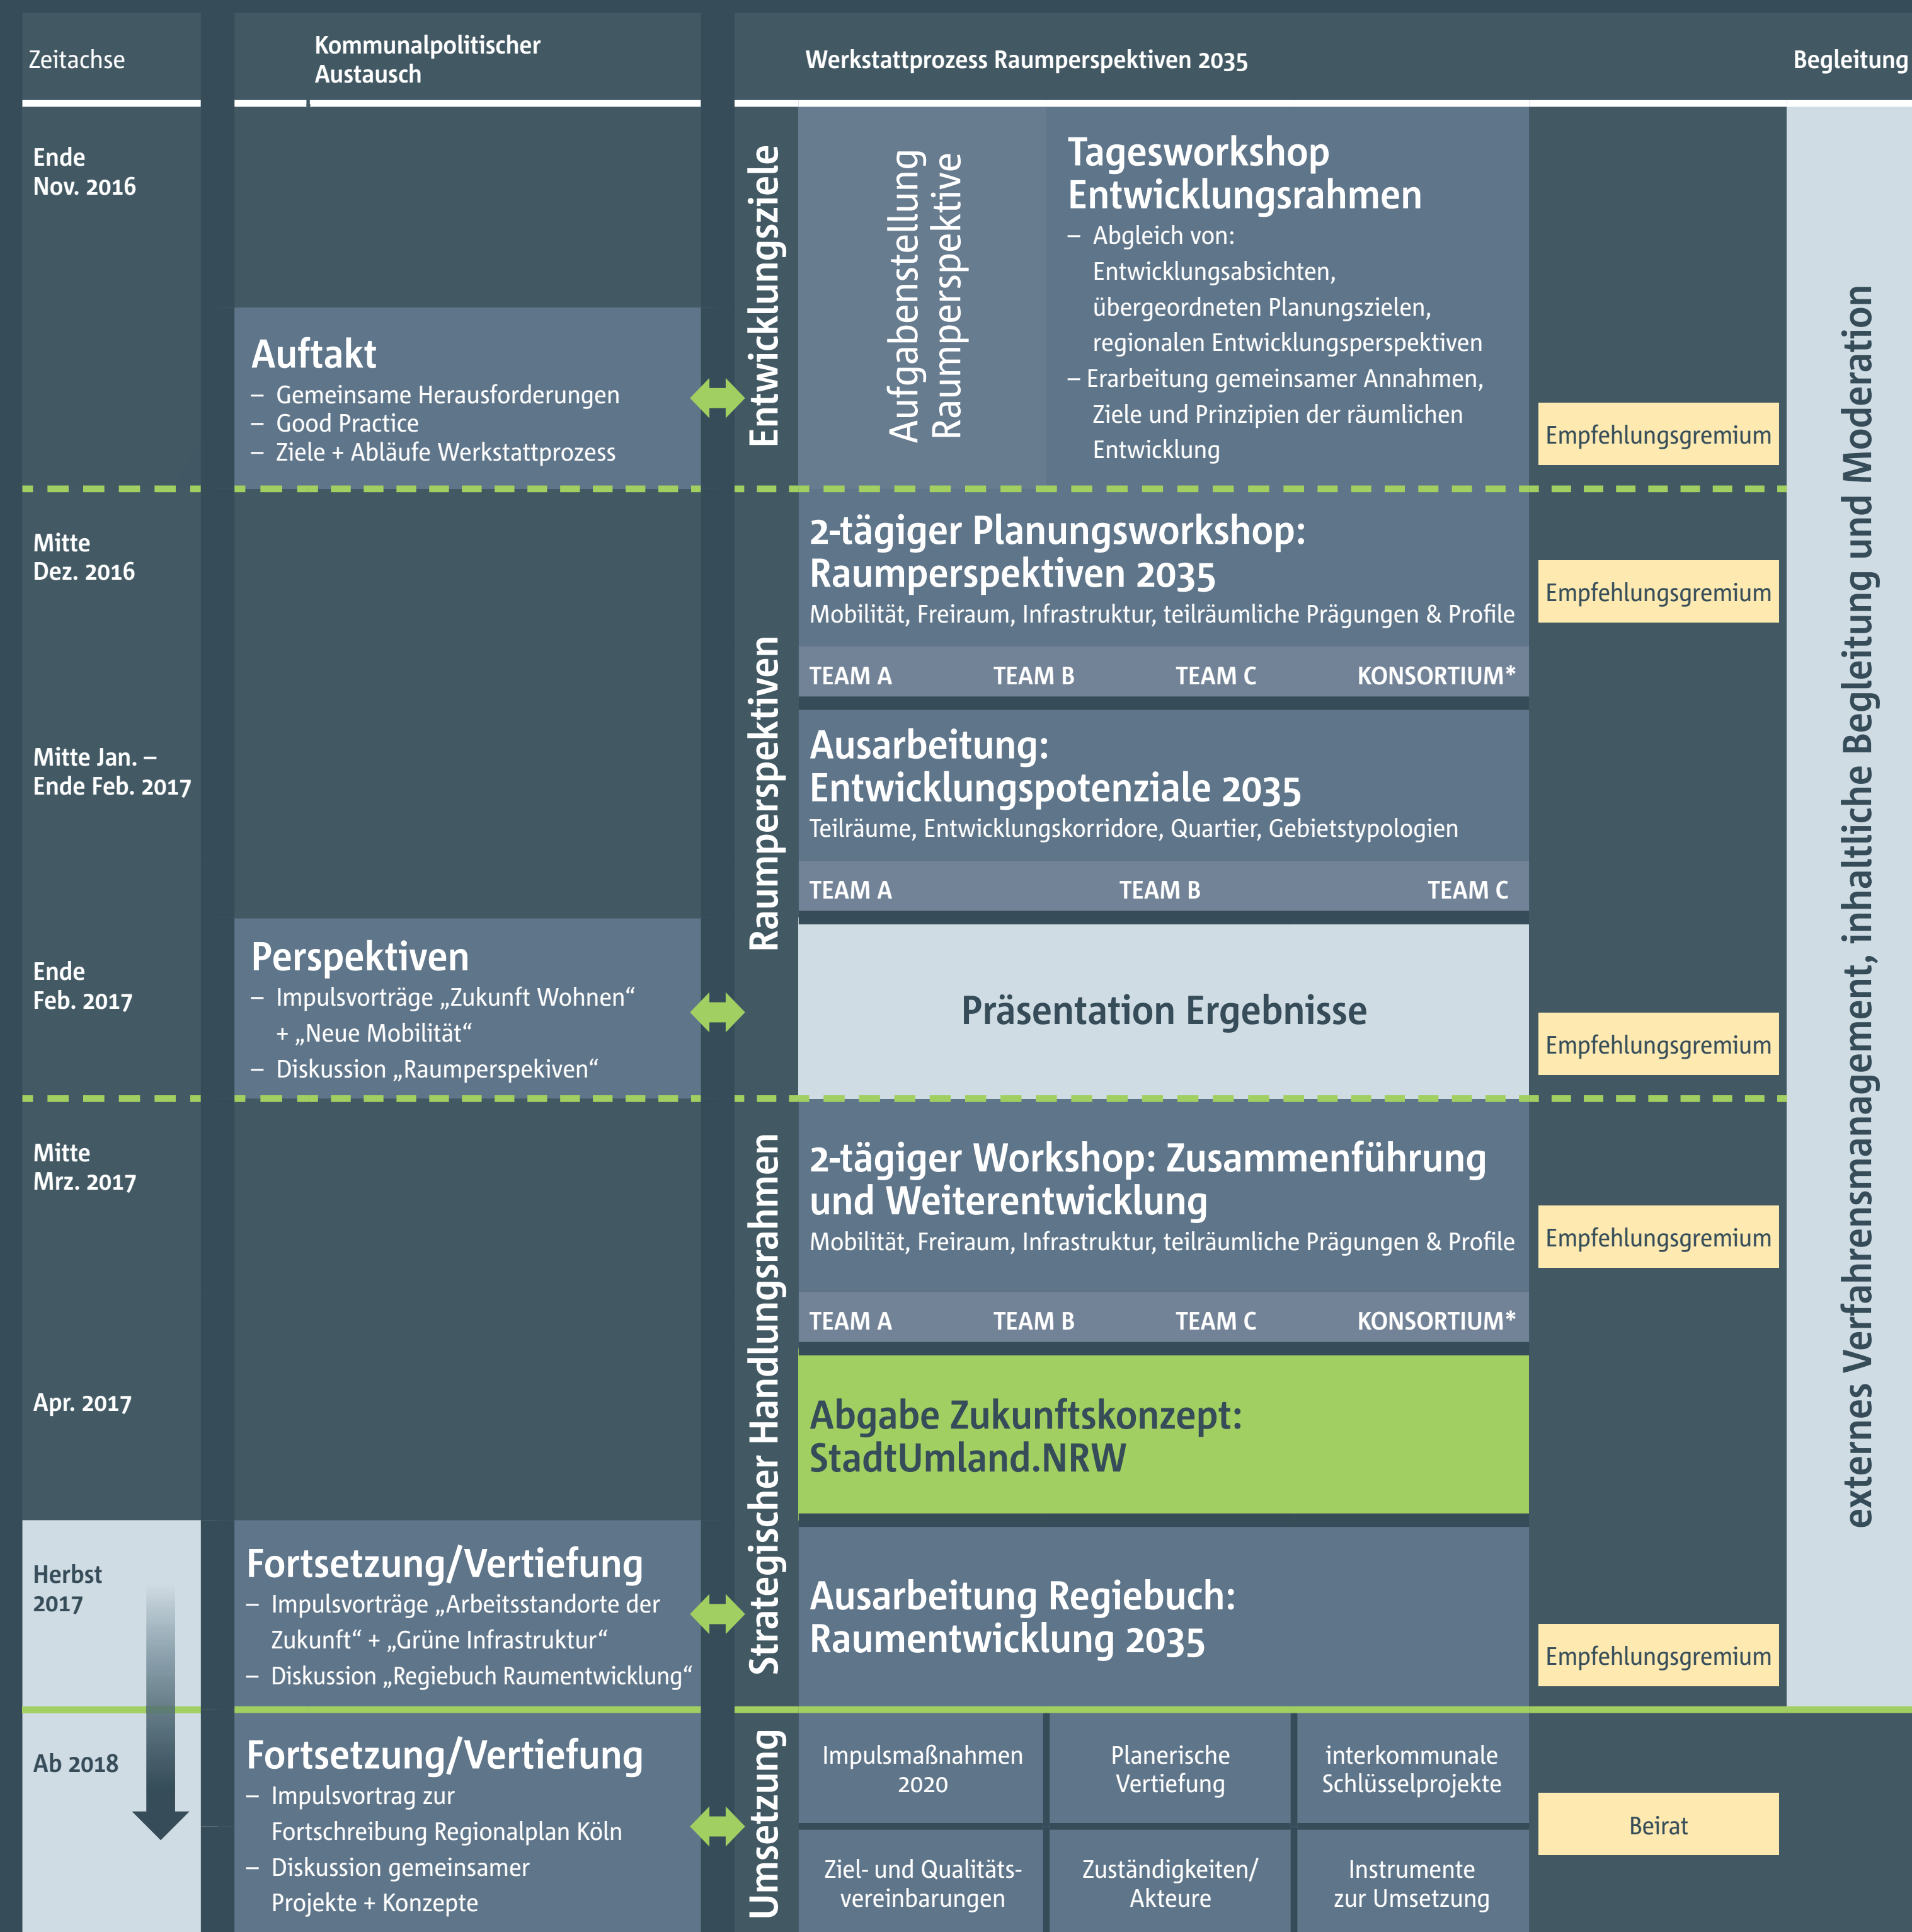 Zeitachse
Kommunalpolitischer
Austausch
Werkstattprozess Raumperspektiven 2035
Begleitung
Ende
Nov. 2016
Auftakt
– Gemeinsame Herausforderungen
– Good Practice
– Ziele + Abläufe Werkstattprozess
Entwicklungsziele
Aufgabenstellung
Raumperspektive
Tagesworkshop
Entwicklungsrahmen
– Abgleich von:
Entwicklungsabsichten,
übergeordneten Planungszielen,
regionalen Entwicklungsperspektiven
– Erarbeitung gemeinsamer Annahmen,
Ziele und Prinzipien der räumlichen
Entwicklung
Empfehlungsgremium
externes Verfahrensmanagement, inhaltliche Begleitung und Moderation
Mitte
Dez. 2016
Raumperspektiven
2-tägiger Planungsworkshop:
Raumperspektiven 2035
Mobilität, Freiraum, Infrastruktur, teilräumliche Prägungen & Profile
TEAM A TEAM B TEAM C KONSORTIUM*
Empfehlungsgremium
Mitte Jan. –
Ende Feb. 2017
Ausarbeitung:
Entwicklungspotenziale 2035
Teilräume, Entwicklungskorridore, Quartier, Gebietstypologien
TEAM A TEAM B TEAM C
Ende
Feb. 2017
Perspektiven
– Impulsvorträge „Zukunft Wohnen“
+ „Neue Mobilität“
– Diskussion „Raumperspekiven“
Präsentation Ergebnisse
Empfehlungsgremium
Mitte
Mrz. 2017
Strategischer Handlungsrahmen
2-tägiger Workshop: Zusammenführung
und Weiterentwicklung
Mobilität, Freiraum, Infrastruktur, teilräumliche Prägungen & Profile
TEAM A TEAM B TEAM C KONSORTIUM*
Empfehlungsgremium
Apr. 2017
Abgabe Zukunftskonzept:
StadtUmland.NRW
Herbst
2017
Fortsetzung/Vertiefung
– Impulsvorträge „Arbeitsstandorte der
Zukunft“ + „Grüne Infrastruktur“
– Diskussion „Regiebuch Raumentwicklung“
Ausarbeitung Regiebuch:
Raumentwicklung 2035
Empfehlungsgremium
Ab 2018
Fortsetzung/Vertiefung
– Impulsvortrag zur
Fortschreibung Regionalplan Köln
– Diskussion gemeinsamer
Projekte + Konzepte
Umsetzung
Impulsmaßnahmen
2020
Planerische
Vertiefung
interkommunale
Schlüsselprojekte
Ziel- und Qualitäts-
vereinbarungen
Zuständigkeiten/
Akteure
Instrumente
zur Umsetzung
Beirat